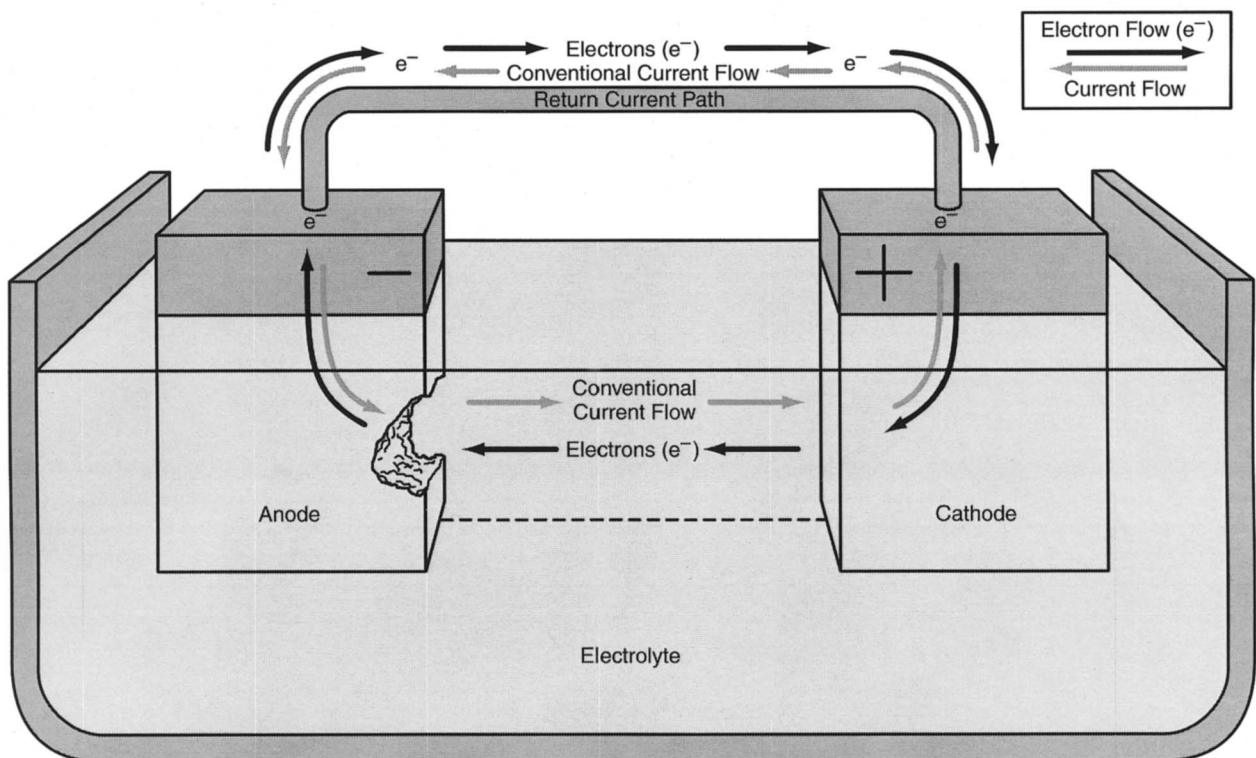 Electron Flow (e⁻)
Current Flow
e⁻ Electrons (e⁻)
Conventional Current Flow e⁻
Return Current Path
e⁻ e⁻
− +
Conventional
Current Flow
Electrons (e⁻)
Anode Cathode
Electrolyte